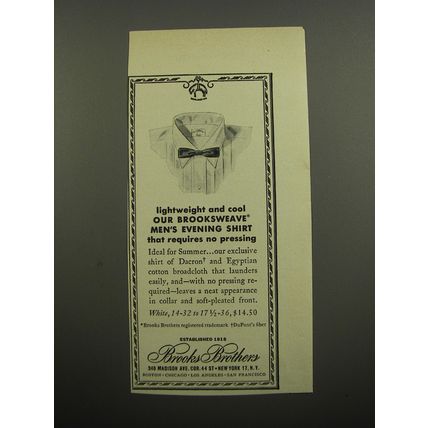 lightweight and cool
OUR BROOKSWEAVE*
MEN'S EVENING SHIRT
that requires no pressing
Ideal for Summer...our exclusive
shirt of Dacron† and Egyptian
cotton broadcloth that launders
easily, and—with no pressing re-
quired—leaves a neat appearance
in collar and soft-pleated front.
White, 14-32 to 17½-36, $14.50
*Brooks Brothers registered trademark †DuPont's fiber
ESTABLISHED 1818
Brooks Brothers
346 MADISON AVE. COR. 44 ST • NEW YORK 17, N. Y.
BOSTON • CHICAGO • LOS ANGELES • SAN FRANCISCO